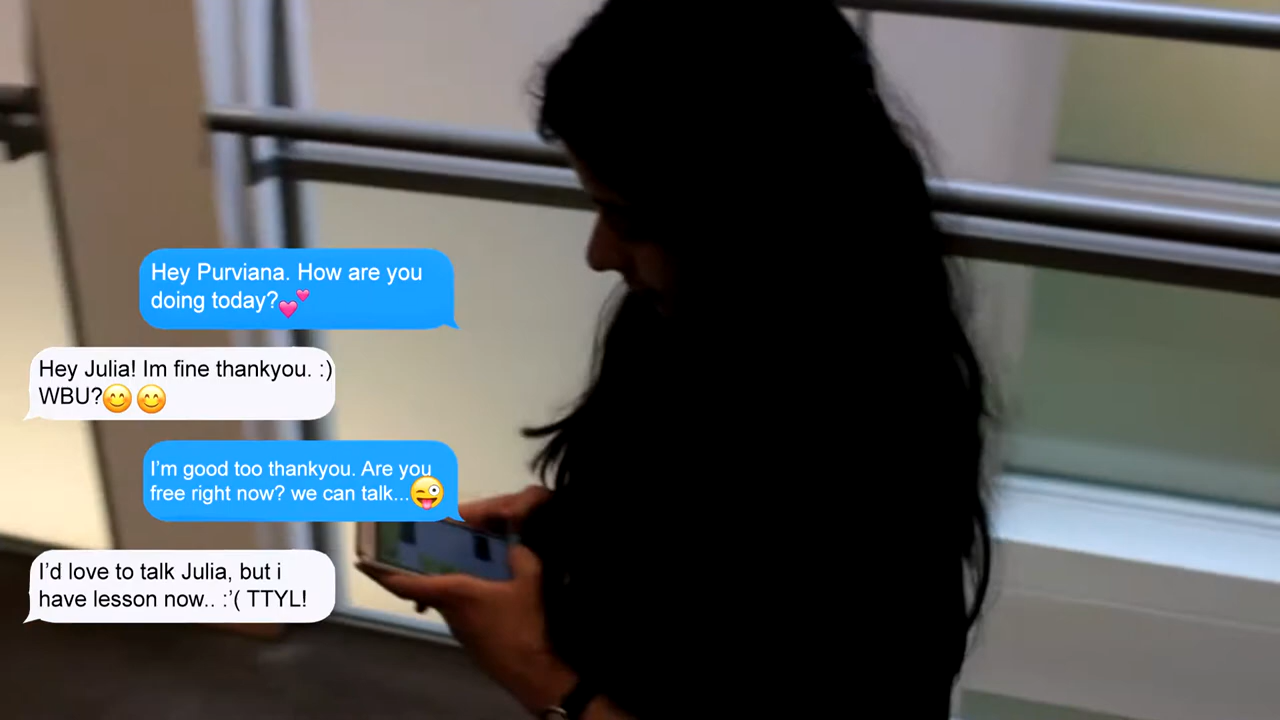 Hey Purviana. How are you
doing today?💕
Hey Julia! Im fine thankyou. :)
WBU?😊😊
I'm good too thankyou. Are you
free right now? we can talk...😜
I'd love to talk Julia, but i
have lesson now.. :'( TTYL!